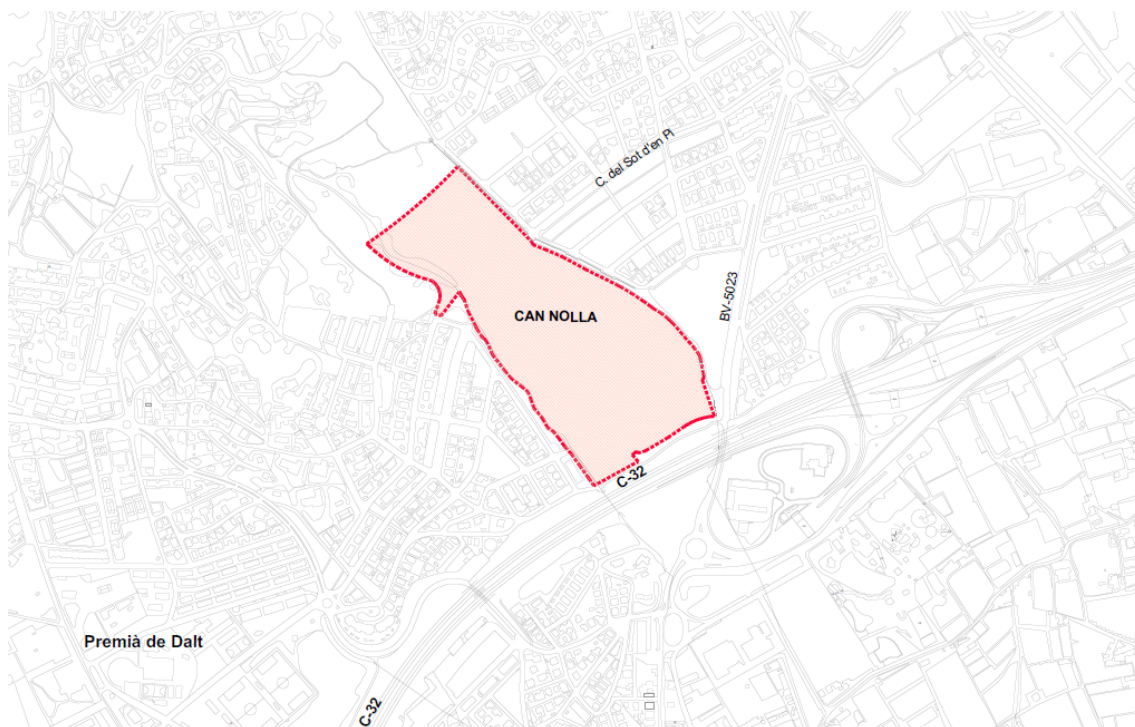 C. del Sot d'en Pi
BV-5023
CAN NOLLA
C-32
Premià de Dalt
C-32